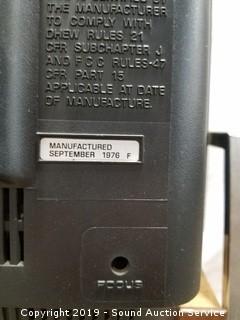 THE MANUFACTURER
TO COMPLY WITH
DHEW RULES 21
CFR SUBCHAPTER J
AND F C C RULES-47
CFR PART 15
APPLICABLE AT DATE
OF MANUFACTURE.
MANUFACTURED
SEPTEMBER 1976 F
FOCUS
Copyright © 2019 - Sound Auction Service